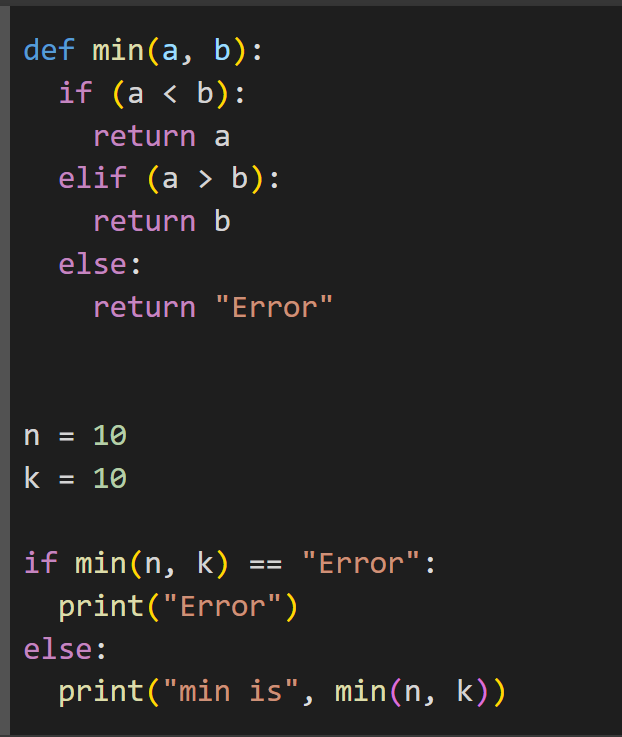 def min(a, b):
  if (a < b):
    return a
  elif (a > b):
    return b
  else:
    return "Error"
n = 10
k = 10
if min(n, k) == "Error":
  print("Error")
else:
  print("min is", min(n, k))